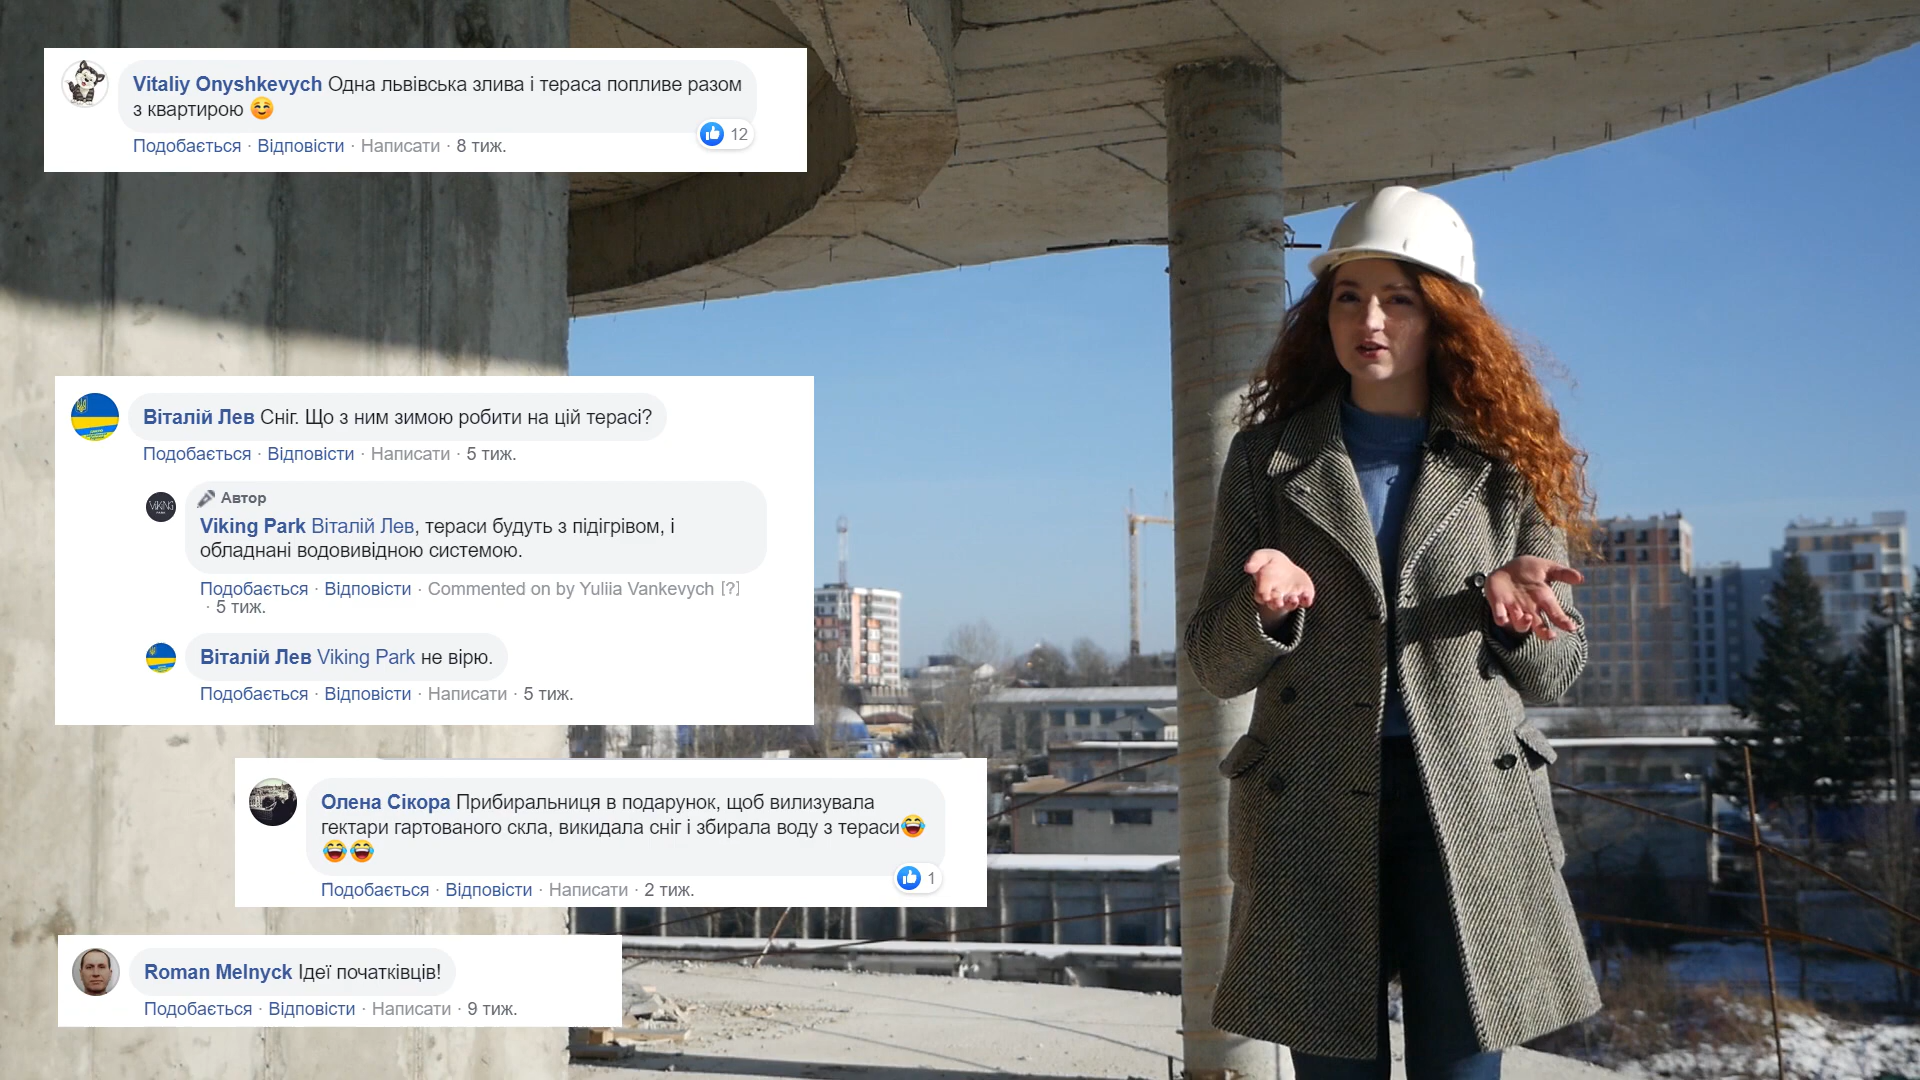 Vitaliy Onyshkevych Одна львівська злива і тераса попливе разом
з квартирою 😊
12
Подобається · Відповісти · Написати · 8 тиж.
Віталій Лев Сніг. Що з ним зимою робити на цій терасі?
Подобається · Відповісти · Написати · 5 тиж.
VIKING
Автор
Viking Park Віталій Лев, тераси будуть з підігрівом, і
обладнані водовивідною системою.
Подобається · Відповісти · Commented on by Yuliia Vankevych [?]
· 5 тиж.
Віталій Лев Viking Park не вірю.
Подобається · Відповісти · Написати · 5 тиж.
Олена Сікора Прибиральниця в подарунок, щоб вилизувала
гектари гартованого скла, викидала сніг і збирала воду з тераси😂
😂😂
1
Подобається · Відповісти · Написати · 2 тиж.
Roman Melnyck Ідеї початківців!
Подобається · Відповісти · Написати · 9 тиж.